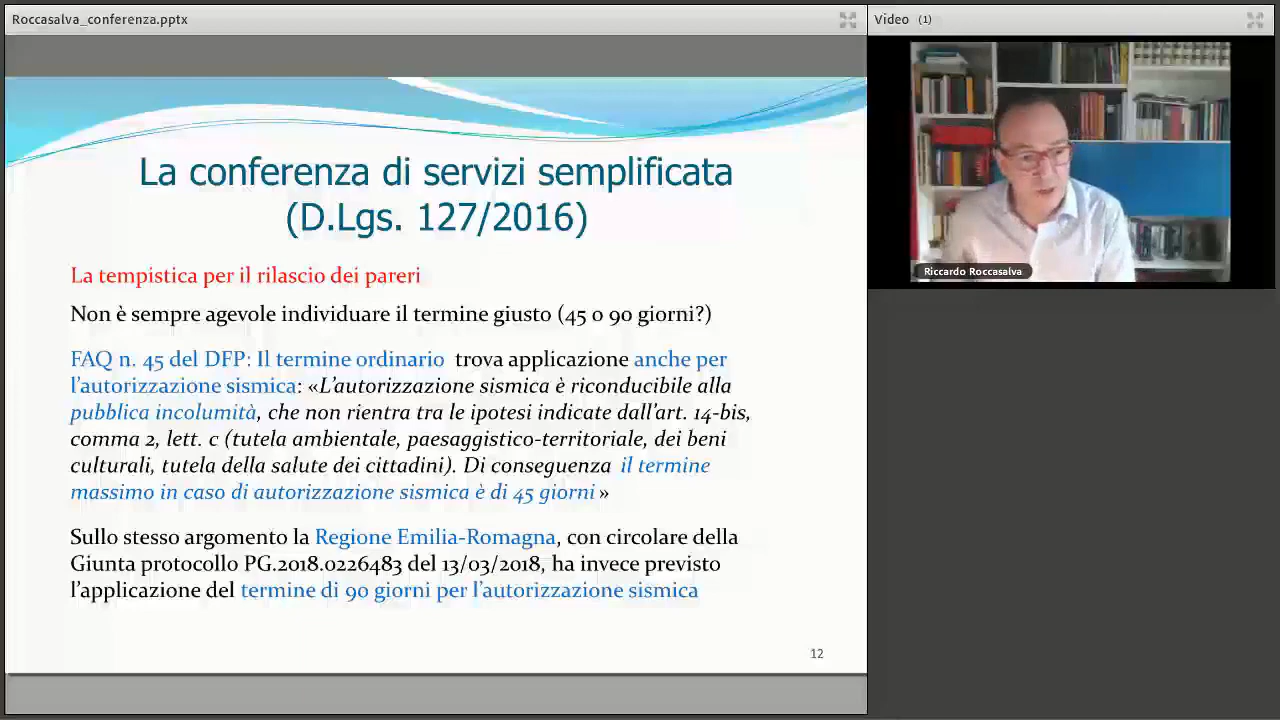 Roccasalva_conferenza.pptx
Video (1)
La conferenza di servizi semplificata
(D.Lgs. 127/2016)
La tempistica per il rilascio dei pareri
Non è sempre agevole individuare il termine giusto (45 o 90 giorni?)
FAQ n. 45 del DFP: Il termine ordinario trova applicazione anche per
l'autorizzazione sismica: «L'autorizzazione sismica è riconducibile alla
pubblica incolumità, che non rientra tra le ipotesi indicate dall'art. 14-bis,
comma 2, lett. c (tutela ambientale, paesaggistico-territoriale, dei beni
culturali, tutela della salute dei cittadini). Di conseguenza il termine
massimo in caso di autorizzazione sismica è di 45 giorni»
Sullo stesso argomento la Regione Emilia-Romagna, con circolare della
Giunta protocollo PG.2018.0226483 del 13/03/2018, ha invece previsto
l'applicazione del termine di 90 giorni per l'autorizzazione sismica
12
Riccardo Roccasalva